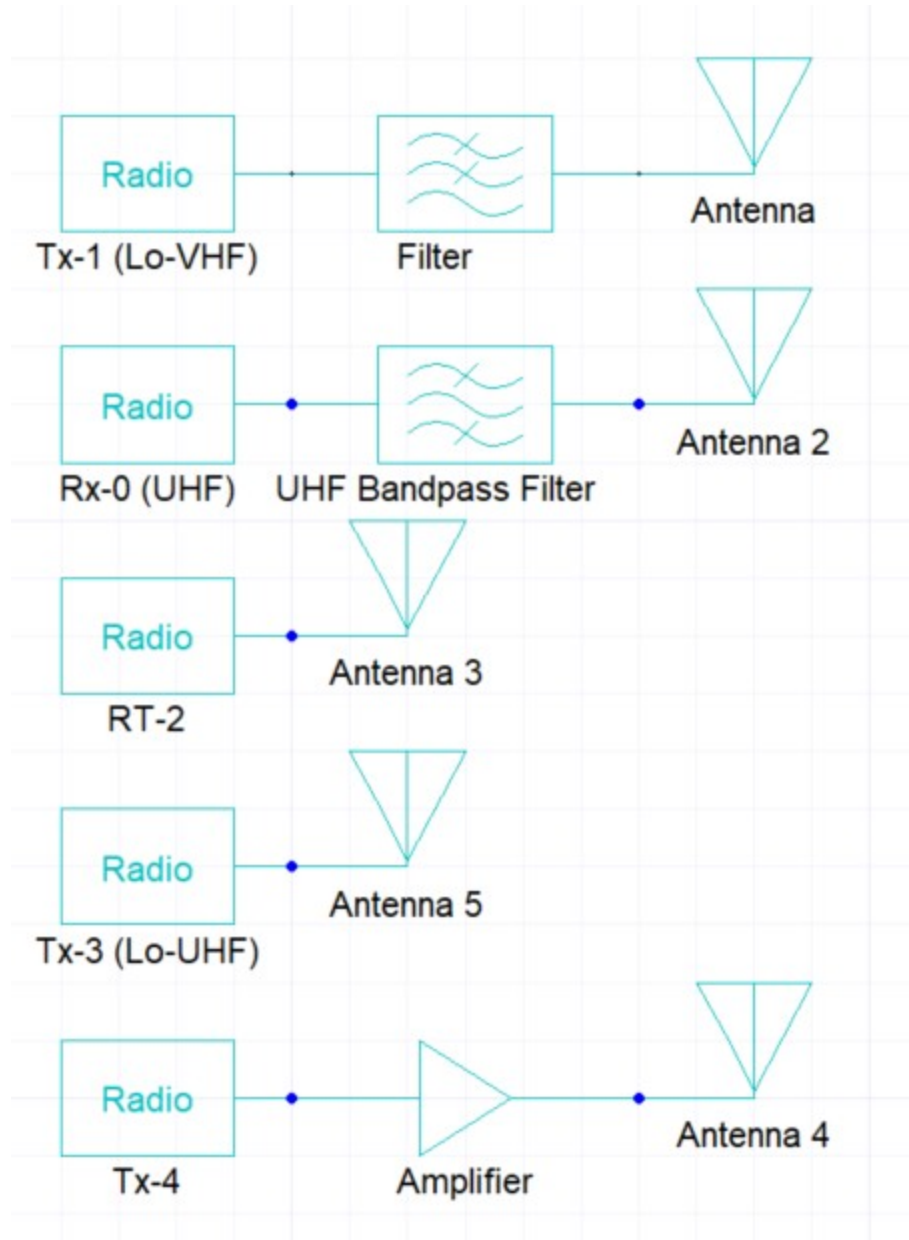 Radio
Antenna
Tx-1 (Lo-VHF)
Filter
Radio
Antenna 2
Rx-0 (UHF)
UHF Bandpass Filter
Radio
Antenna 3
RT-2
Radio
Antenna 5
Tx-3 (Lo-UHF)
Radio
Antenna 4
Tx-4
Amplifier